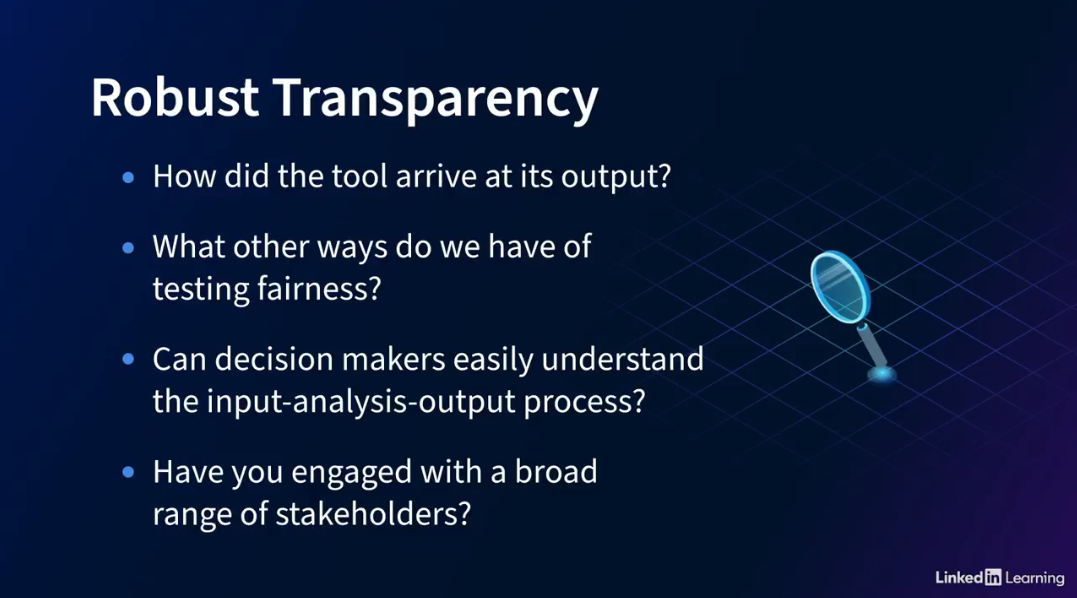 Robust Transparency
• How did the tool arrive at its output?
• What other ways do we have of
testing fairness?
• Can decision makers easily understand
the input-analysis-output process?
• Have you engaged with a broad
range of stakeholders?
Linked in Learning